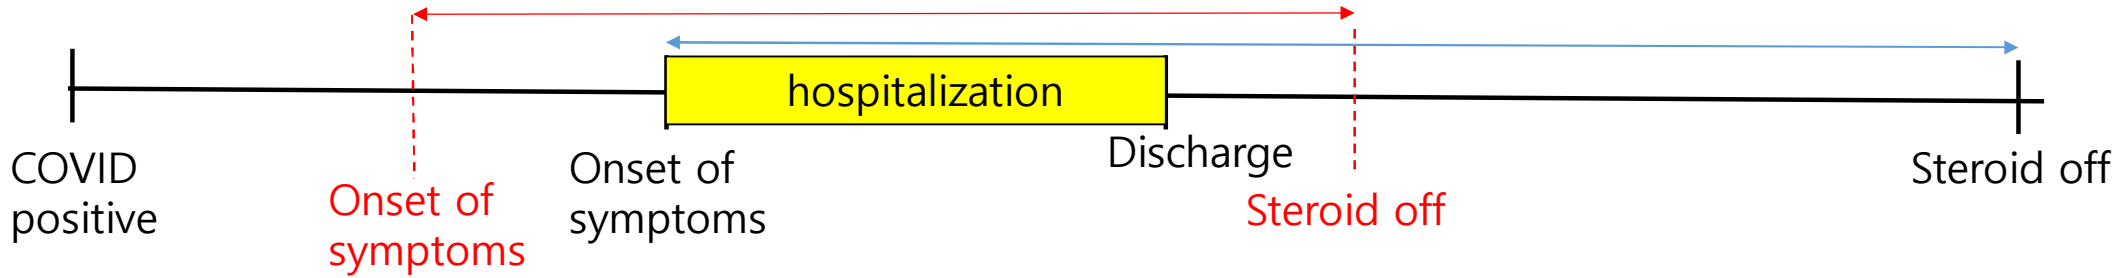 hospitalization
COVID
positive
Onset of
symptoms
Onset of
symptoms
Discharge
Steroid off
Steroid off